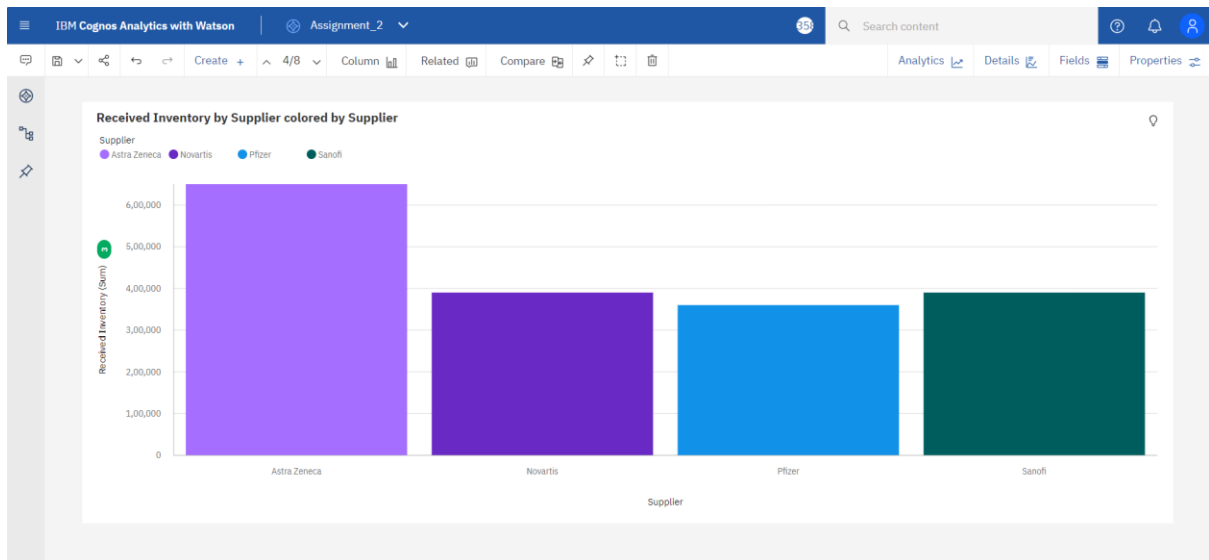 IBM Cognos Analytics with Watson
Assignment_2
358
Search content
Create + 4/8 Column Related Compare
Analytics Details Fields Properties
Received Inventory by Supplier colored by Supplier
Supplier
Astra Zeneca Novartis Pfizer Sanofi
6,00,000
5,00,000
4,00,000
3,00,000
2,00,000
1,00,000
0
Received Inventory (Sum) 3
Astra Zeneca Novartis Pfizer Sanofi
Supplier